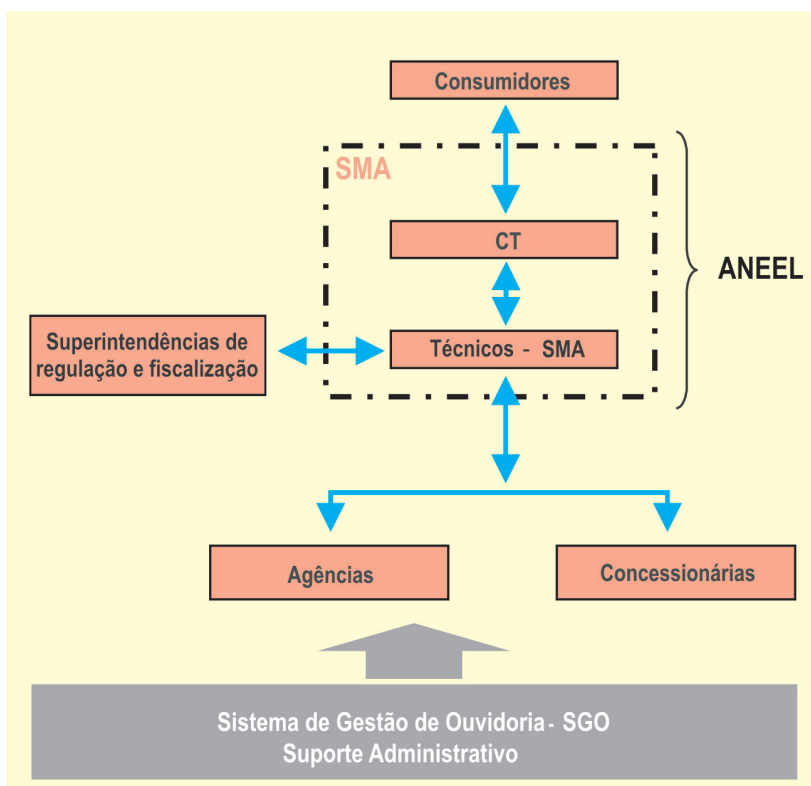 Consumidores
SMA
CT
ANEEL
Superintendências de
regulação e fiscalização
Técnicos - SMA
Agências
Concessionárias
Sistema de Gestão de Ouvidoria - SGO
Suporte Administrativo